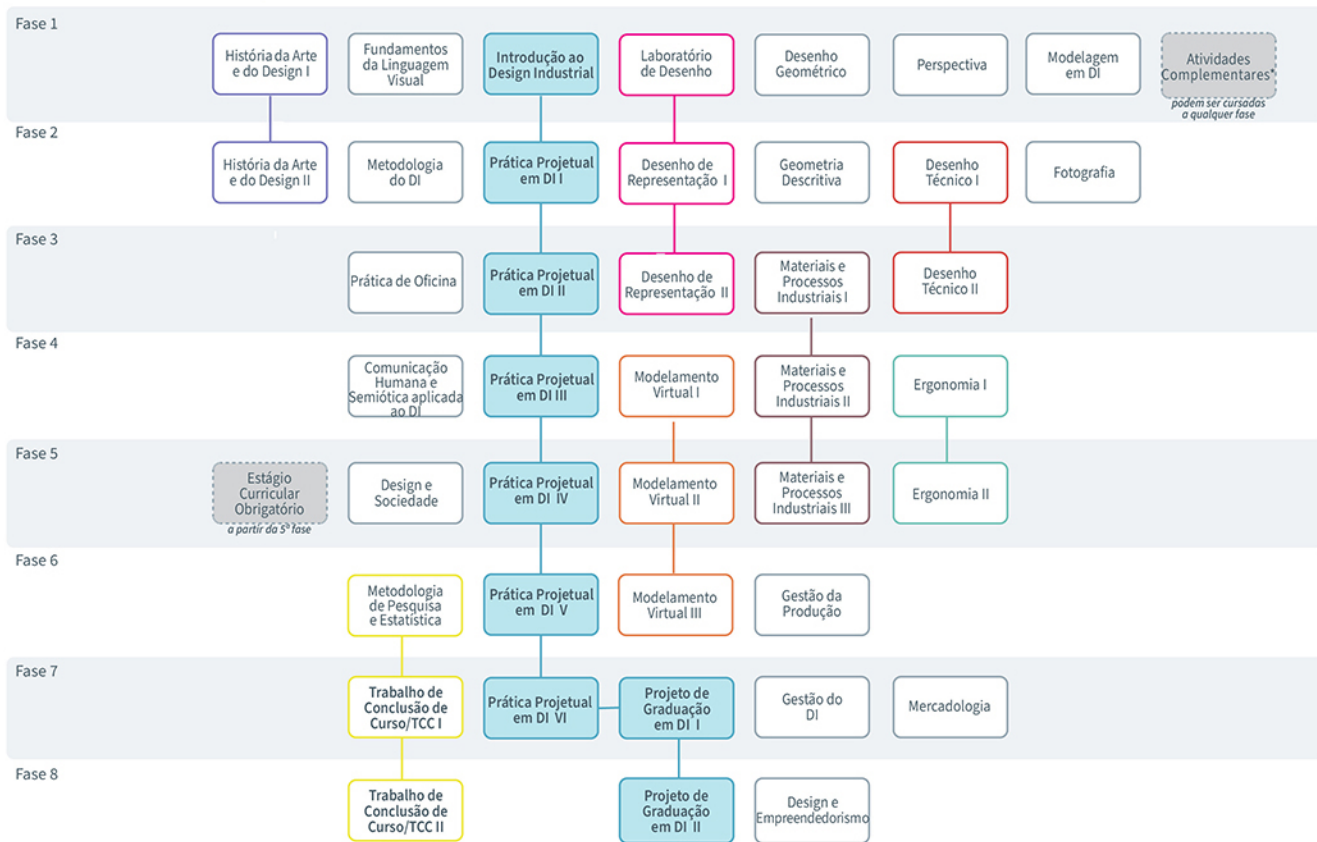 Fase 1
História da Arte
e do Design I
Fundamentos
da Linguagem
Visual
Introdução ao
Design Industrial
Laboratório
de Desenho
Desenho
Geométrico
Perspectiva
Modelagem
em DI
Atividades
Complementares*
podem ser cursadas
a qualquer fase
Fase 2
História da Arte
e do Design II
Metodologia
do DI
Prática Projetual
em DI I
Desenho de
Representação I
Geometria
Descritiva
Desenho
Técnico I
Fotografia
Fase 3
Prática de Oficina
Prática Projetual
em DI II
Desenho de
Representação II
Materiais e
Processos
Industriais I
Desenho
Técnico II
Fase 4
Comunicação
Humana e
Semiótica aplicada
ao DI
Prática Projetual
em DI III
Modelamento
Virtual I
Materiais e
Processos
Industriais II
Ergonomia I
Fase 5
Estágio
Curricular
Obrigatório
a partir da 5º fase
Design e
Sociedade
Prática Projetual
em DI IV
Modelamento
Virtual II
Materiais e
Processos
Industriais III
Ergonomia II
Fase 6
Metodologia
de Pesquisa
e Estatística
Prática Projetual
em DI V
Modelamento
Virtual III
Gestão da
Produção
Fase 7
Trabalho de
Conclusão de
Curso/TCC I
Prática Projetual
em DI VI
Projeto de
Graduação
em DI I
Gestão do
DI
Mercadologia
Fase 8
Trabalho de
Conclusão de
Curso/TCC II
Projeto de
Graduação
em DI II
Design e
Empreendedorismo